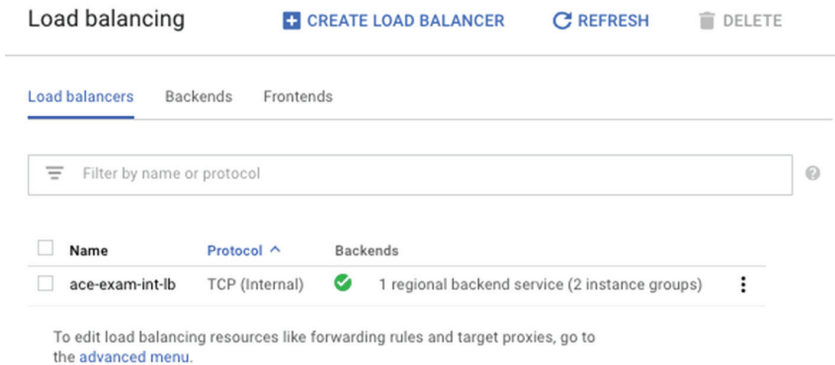 Load balancing CREATE LOAD BALANCER REFRESH DELETE
Load balancers Backends Frontends
Filter by name or protocol ?
Name Protocol Backends
ace-exam-int-lb TCP (Internal) 1 regional backend service (2 instance groups)
To edit load balancing resources like forwarding rules and target proxies, go to
the advanced menu.